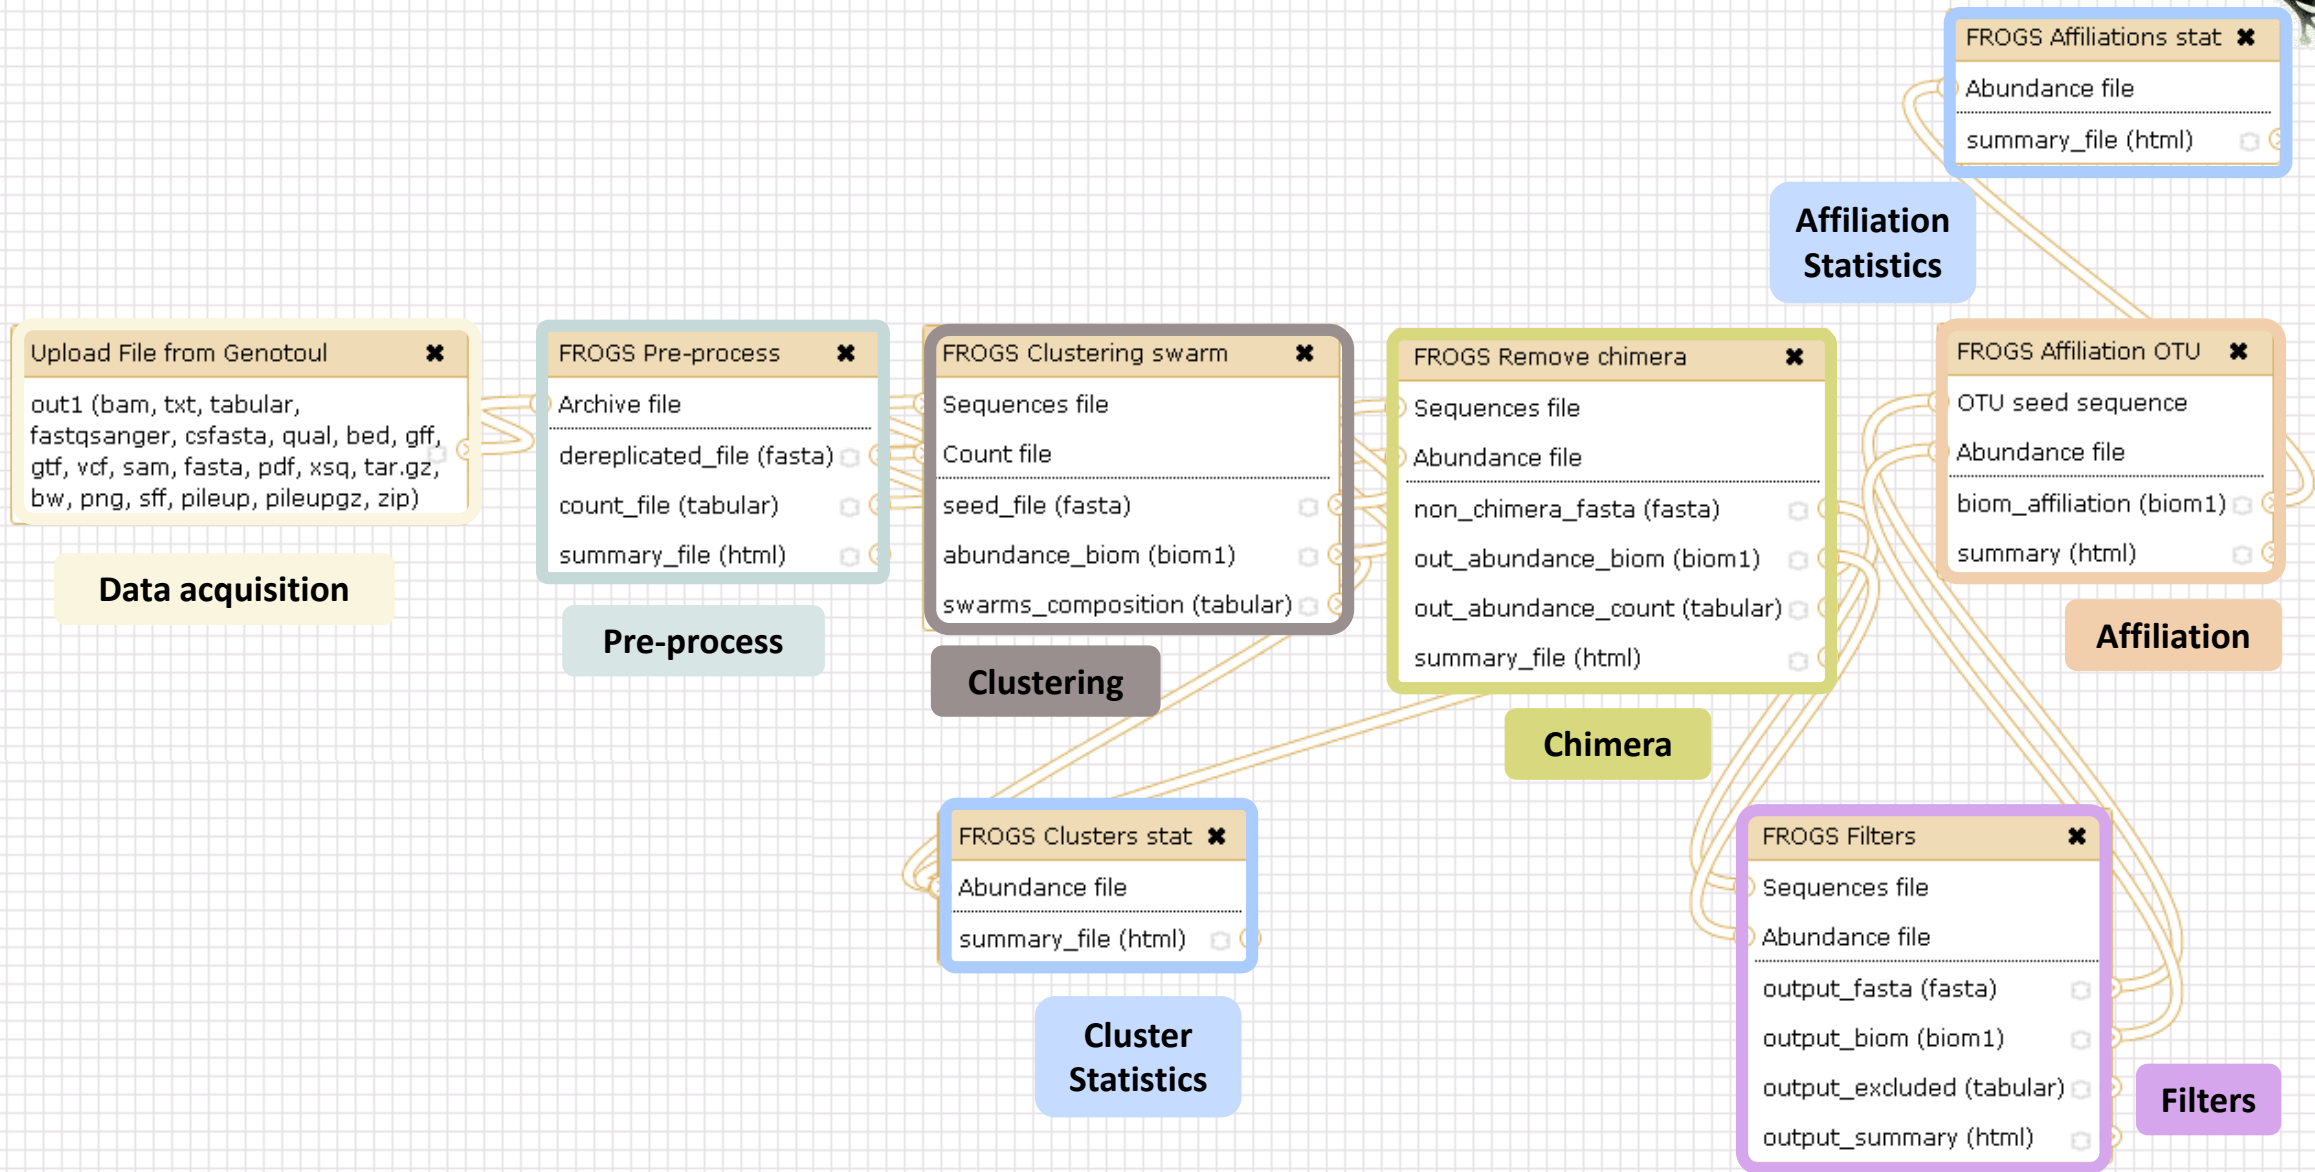 FROGS Affiliations stat
Abundance file
summary_file (html)
Affiliation
Statistics
Upload File from Genotoul
out1 (bam, txt, tabular,
fastqsanger, csfasta, qual, bed, gff,
gtf, vcf, sam, fasta, pdf, xsq, tar.gz,
bw, png, sff, pileup, pileupgz, zip)
Data acquisition
FROGS Pre-process
Archive file
dereplicated_file (fasta)
count_file (tabular)
summary_file (html)
Pre-process
FROGS Clustering swarm
Sequences file
Count file
seed_file (fasta)
abundance_biom (biom1)
swarms_composition (tabular)
Clustering
FROGS Remove chimera
Sequences file
Abundance file
non_chimera_fasta (fasta)
out_abundance_biom (biom1)
out_abundance_count (tabular)
summary_file (html)
Chimera
FROGS Affiliation OTU
OTU seed sequence
Abundance file
biom_affiliation (biom1)
summary (html)
Affiliation
FROGS Clusters stat
Abundance file
summary_file (html)
Cluster
Statistics
FROGS Filters
Sequences file
Abundance file
output_fasta (fasta)
output_biom (biom1)
output_excluded (tabular)
output_summary (html)
Filters